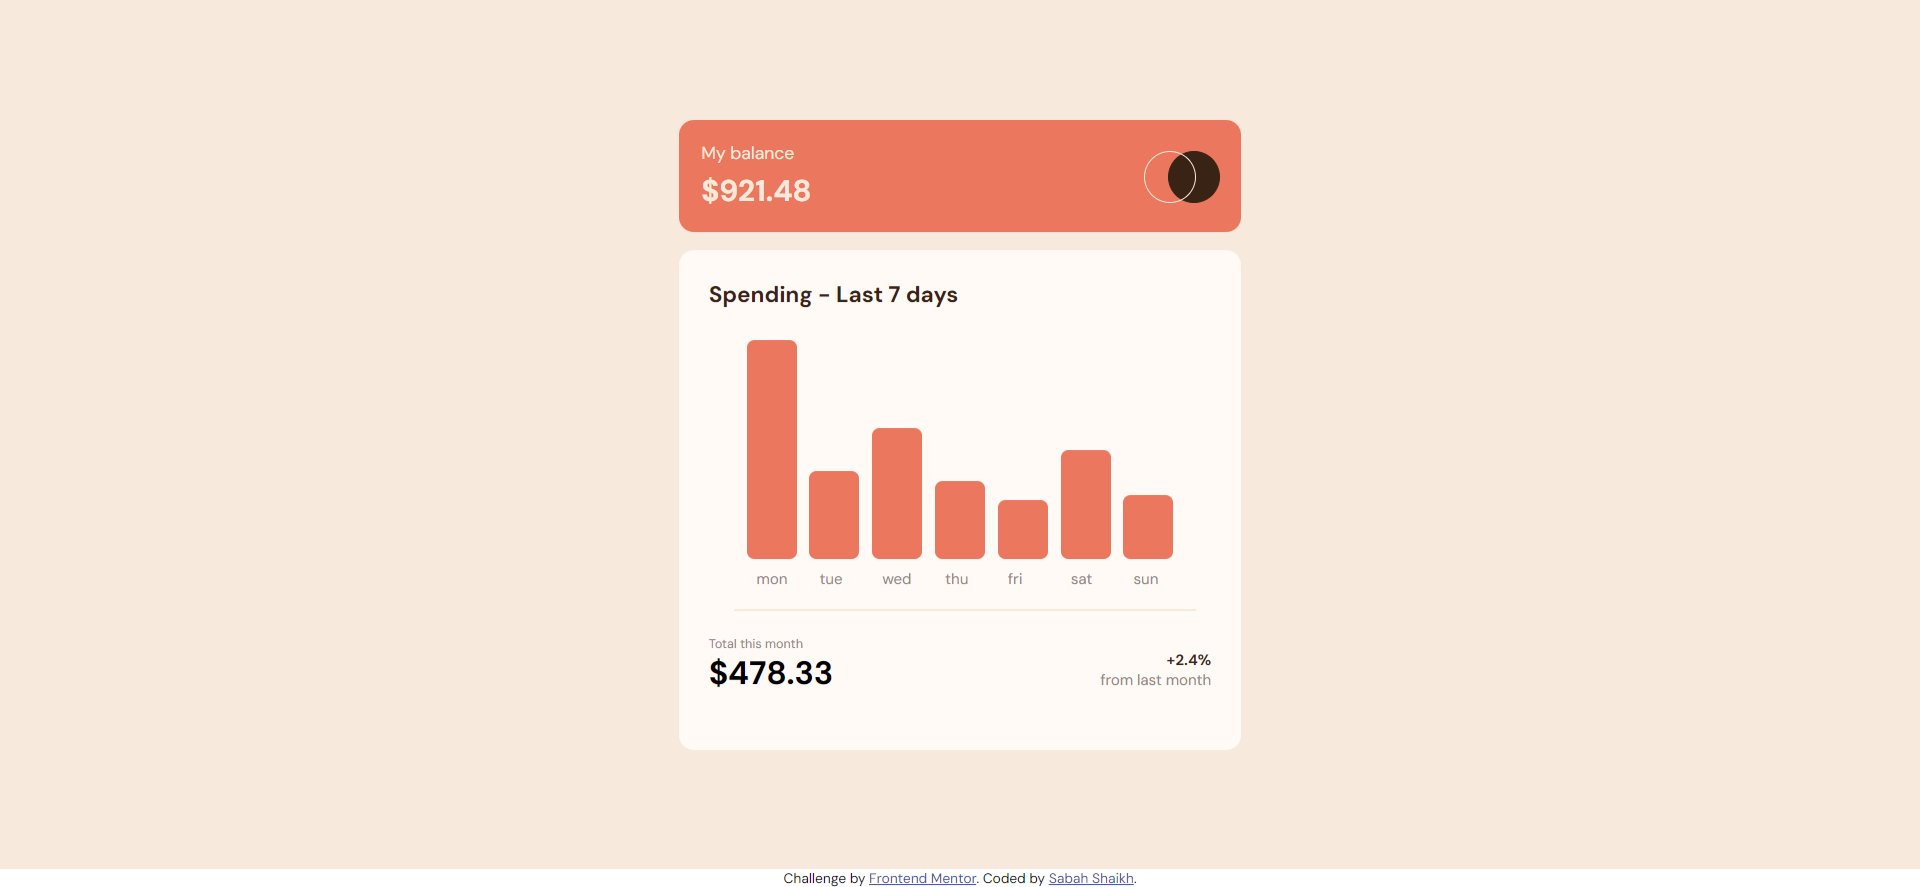 My balance
$921.48
Spending - Last 7 days
mon tue wed thu fri sat sun
Total this month
$478.33
+2.4%
from last month
Challenge by Frontend Mentor. Coded by Sabah Shaikh.